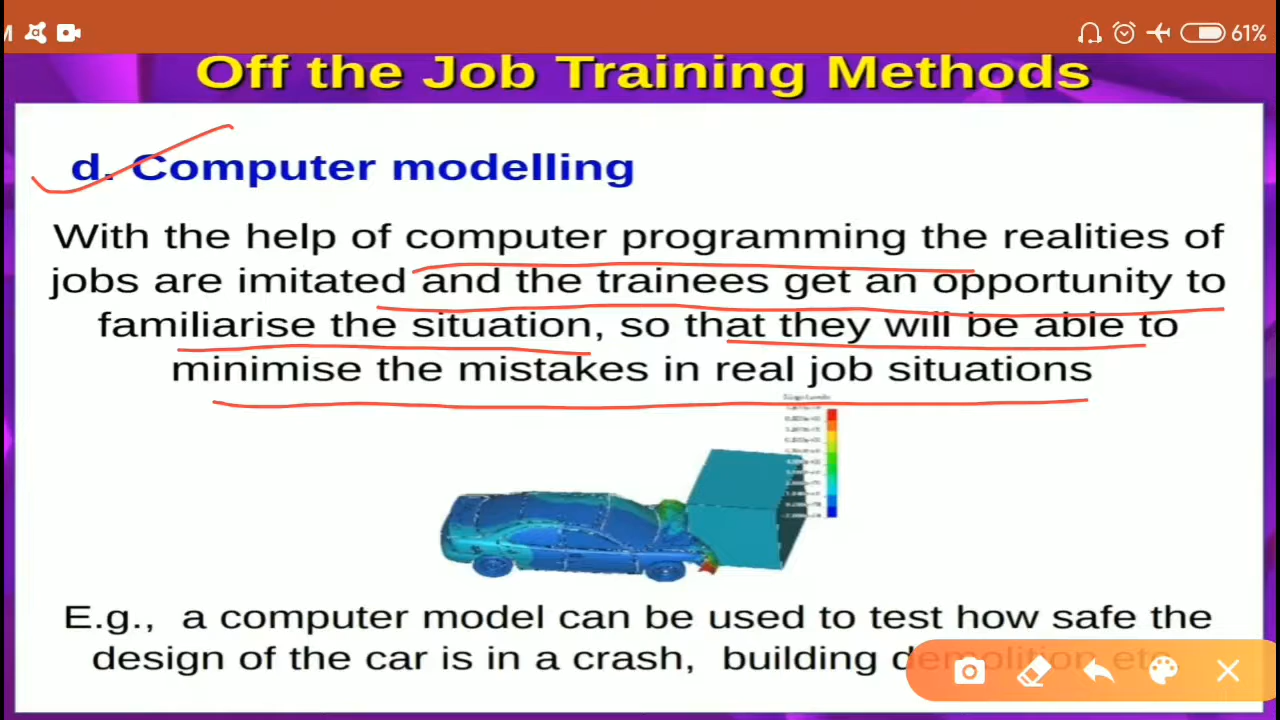 M
61%
Off the Job Training Methods
d. Computer modelling
With the help of computer programming the realities of
jobs are imitated and the trainees get an opportunity to
familiarise the situation, so that they will be able to
minimise the mistakes in real job situations
E.g., a computer model can be used to test how safe the
design of the car is in a crash, building demolition etc.